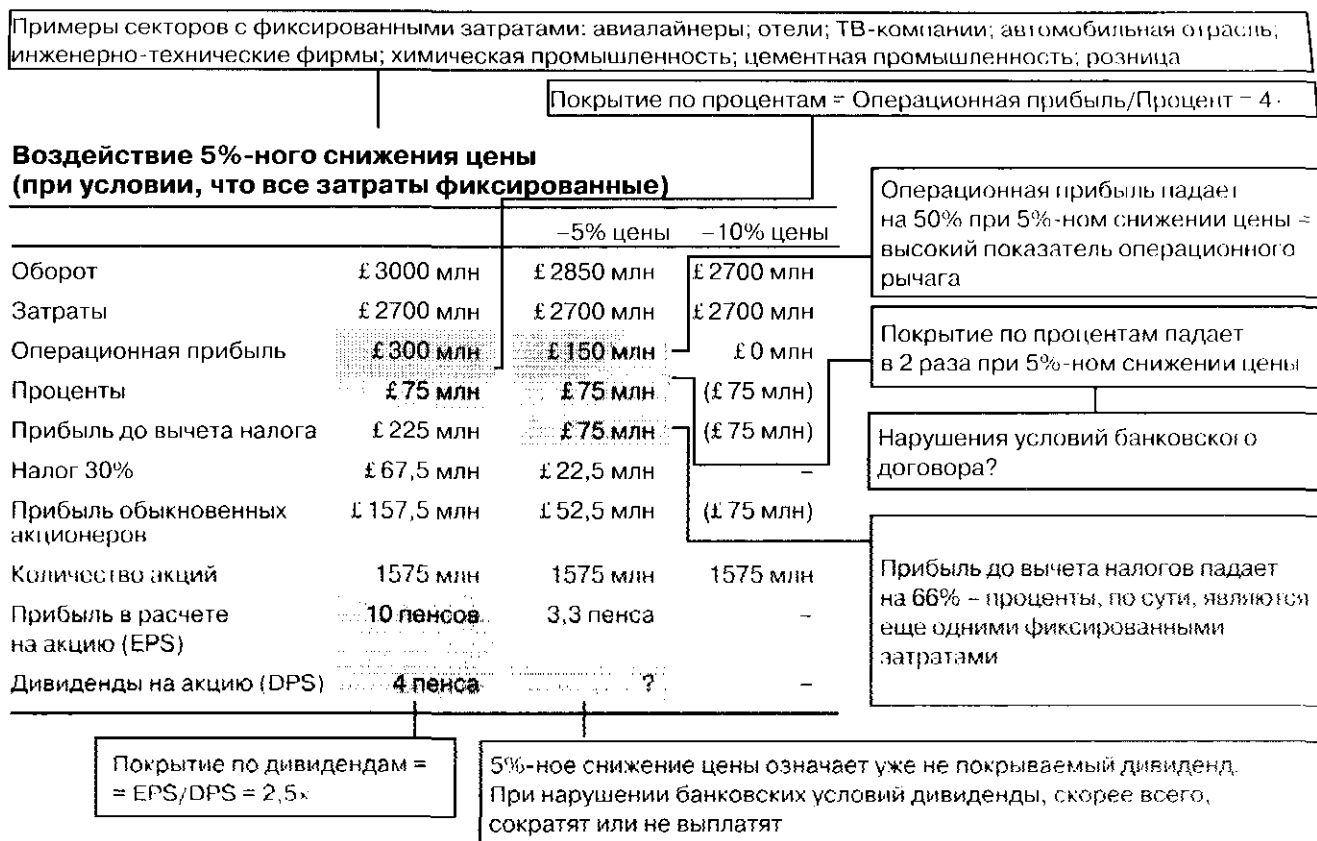 Примеры секторов с фиксированными затратами: авиалайнеры; отели; ТВ-компании; автомобильная отрасль;
инженерно-технические фирмы; химическая промышленность; цементная промышленность; розница
Покрытие по процентам = Операционная прибыль/Процент = 4×
Воздействие 5%-ного снижения цены
(при условии, что все затраты фиксированные)
–5% цены –10% цены
Оборот £3000 млн £2850 млн £2700 млн
Затраты £2700 млн £2700 млн £2700 млн
Операционная прибыль £300 млн £150 млн £0 млн
Проценты £75 млн £75 млн (£75 млн)
Прибыль до вычета налога £225 млн £75 млн (£75 млн)
Налог 30% £67,5 млн £22,5 млн –
Прибыль обыкновенных £157,5 млн £52,5 млн (£75 млн)
акционеров
Количество акций 1575 млн 1575 млн 1575 млн
Прибыль в расчете 10 пенсов 3,3 пенса –
на акцию (EPS)
Дивиденды на акцию (DPS) 4 пенса ? –
Операционная прибыль падает
на 50% при 5%-ном снижении цены =
высокий показатель операционного
рычага
Покрытие по процентам падает
в 2 раза при 5%-ном снижении цены
Нарушения условий банковского
договора?
Прибыль до вычета налогов падает
на 66% – проценты, по сути, являются
еще одними фиксированными
затратами
Покрытие по дивидендам =
= EPS/DPS = 2,5×
5%-ное снижение цены означает уже не покрываемый дивиденд.
При нарушении банковских условий дивиденды, скорее всего,
сократят или не выплатят